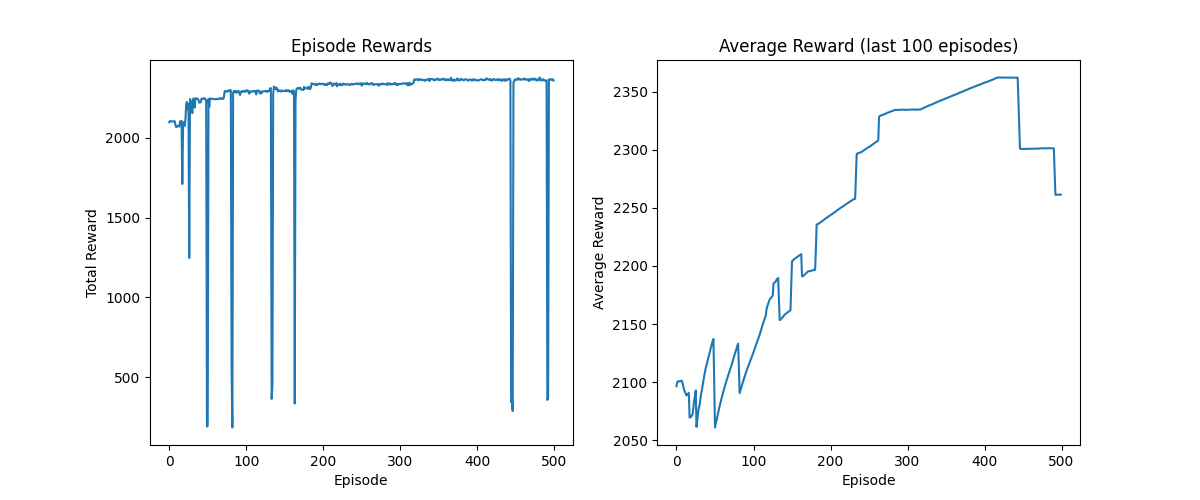 Episode Rewards
Total Reward
2000
1500
1000
500
0 100 200 300 400 500
Episode
Average Reward (last 100 episodes)
Average Reward
2350
2300
2250
2200
2150
2100
2050
0 100 200 300 400 500
Episode